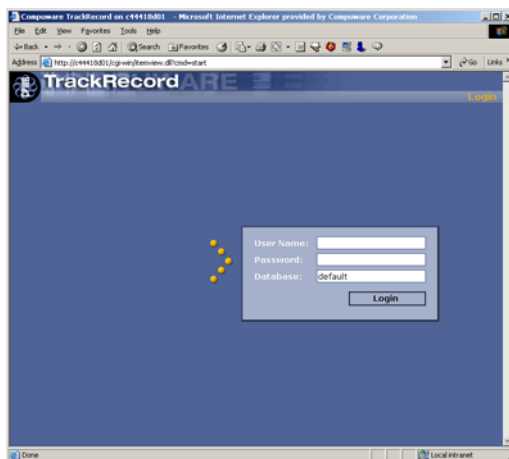 Compuware TrackRecord on c44418d01 - Microsoft Internet Explorer provided by Compuware Corporation
File Edit View Favorites Tools Help
Back Search Favorites
Address http://c44418d01/cgi-win/itemview.dll?cmd=start Go Links
TrackRecord
Login
User Name:
Password:
Database: default
Login
Done Local intranet